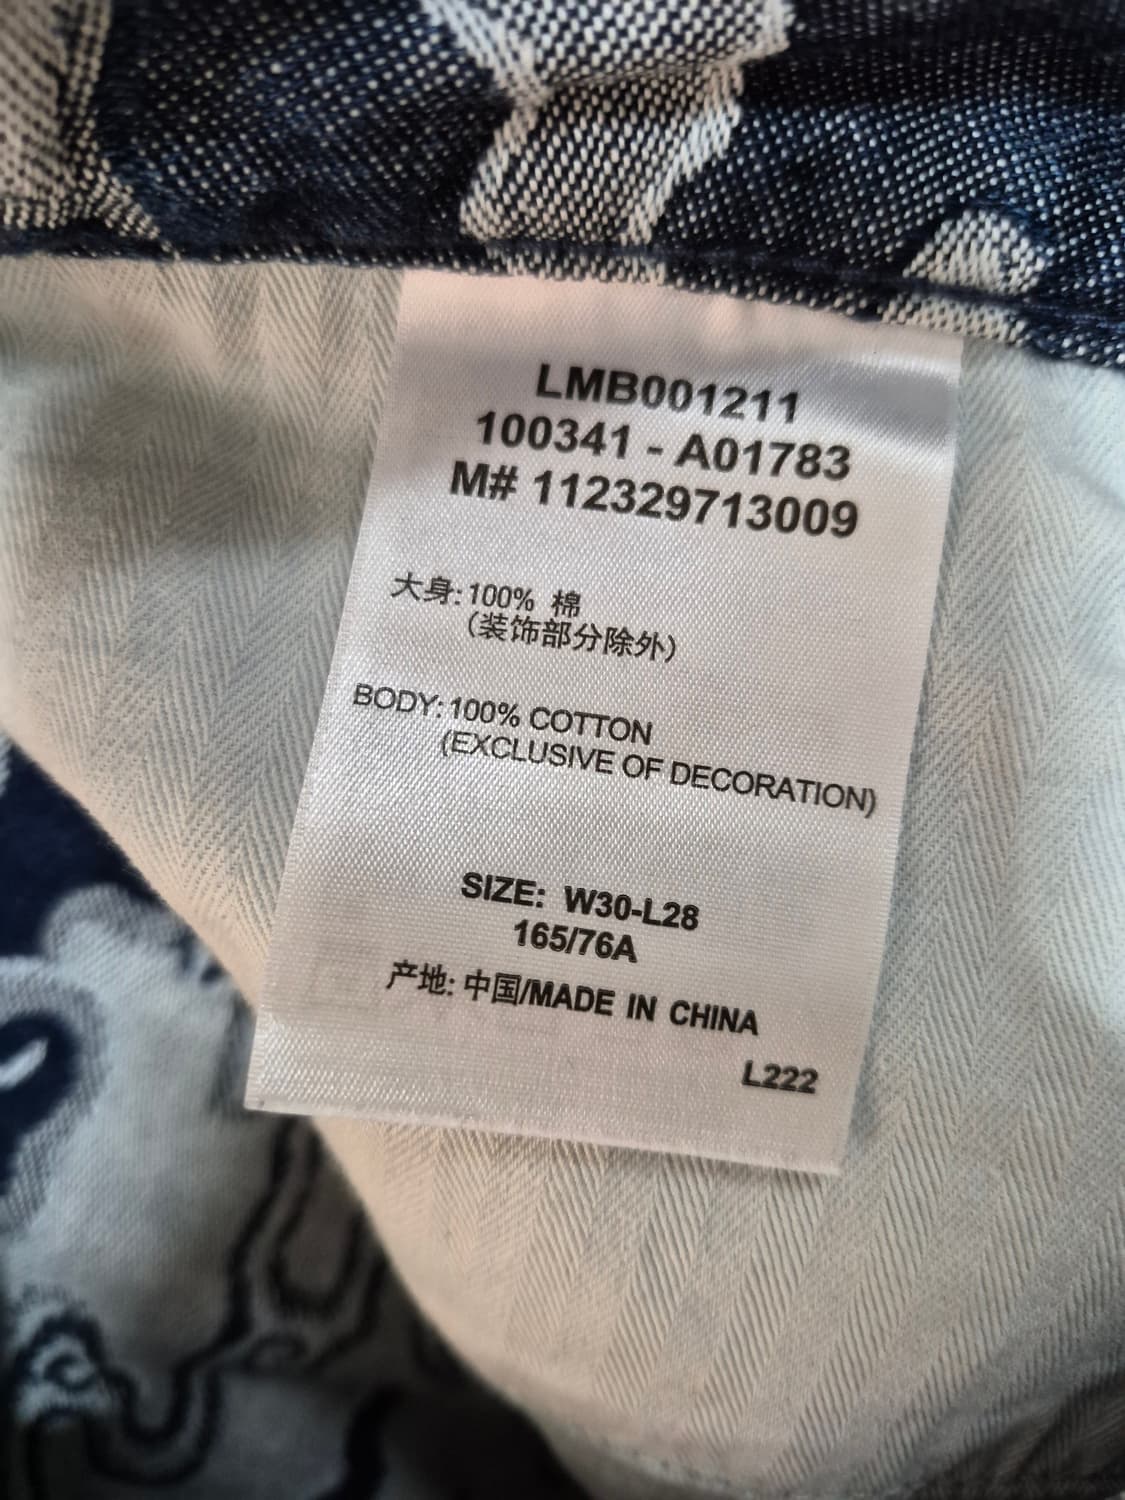 LMB001211
100341 - A01783
M# 112329713009
大身: 100% 棉
(装饰部分除外)
BODY: 100% COTTON
(EXCLUSIVE OF DECORATION)
SIZE: W30-L28
165/76A
产地: 中国/MADE IN CHINA
L222